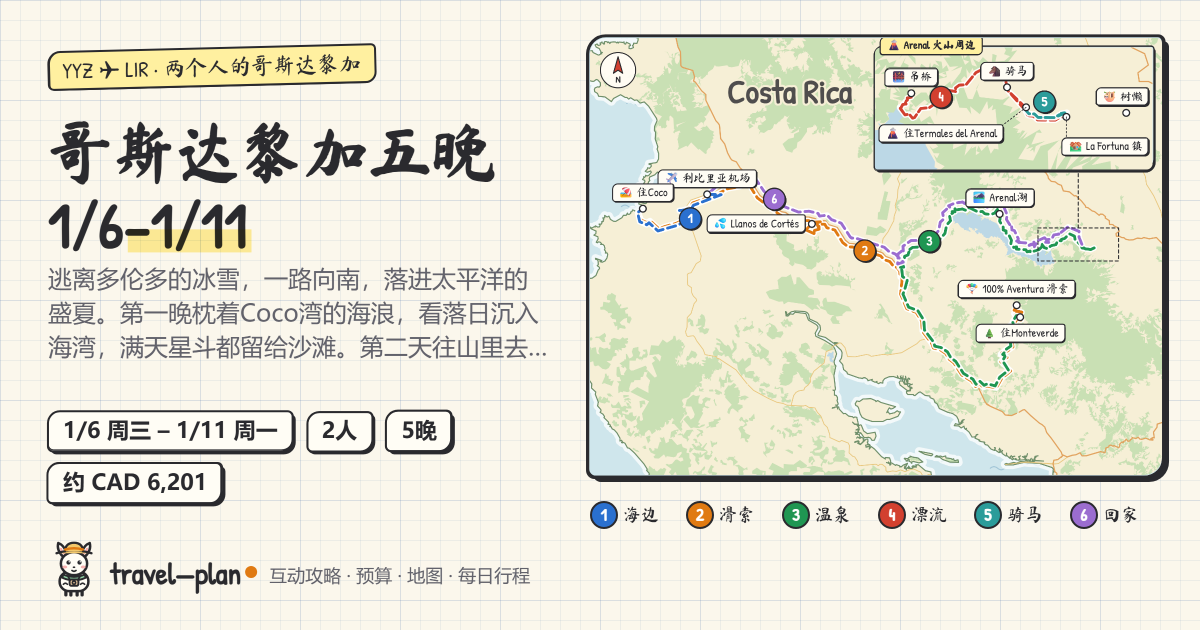 YYZ ✈ LIR · 两个人的哥斯达黎加
哥斯达黎加五晚
1/6–1/11
逃离多伦多的冰雪，一路向南，落进太平洋的
盛夏。第一晚枕着Coco湾的海浪，看落日沉入
海湾，满天星斗都留给沙滩。第二天往山里去…
1/6 周三 – 1/11 周一
2人
5晚
约 CAD 6,201
travel—plan
互动攻略 · 预算 · 地图 · 每日行程
N
Costa Rica
Arenal 火山周边
吊桥
骑马
4
5
树懒
住Termales del Arenal
La Fortuna 镇
利比里亚机场
住Coco
1
6
Llanos de Cortés
2
3
Arenal湖
100% Aventura 滑索
住Monteverde
1 海边
2 滑索
3 温泉
4 漂流
5 骑马
6 回家